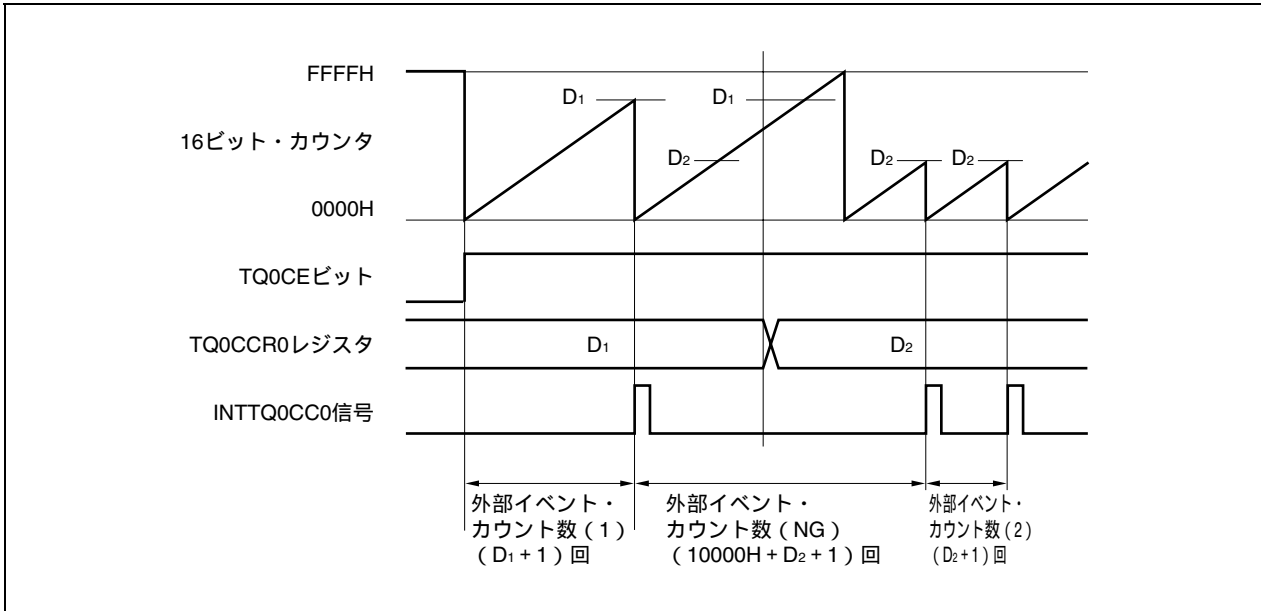 FFFFH
D1
D1
16ビット・カウンタ
D2
D2
D2
0000H
TQ0CEビット
TQ0CCR0レジスタ
D1
D2
INTTQ0CC0信号
外部イベント・
カウント数(1)
(D1+1)回
外部イベント・
カウント数(NG)
(10000H+D2+1)回
外部イベント・
カウント数(2)
(D2+1)回